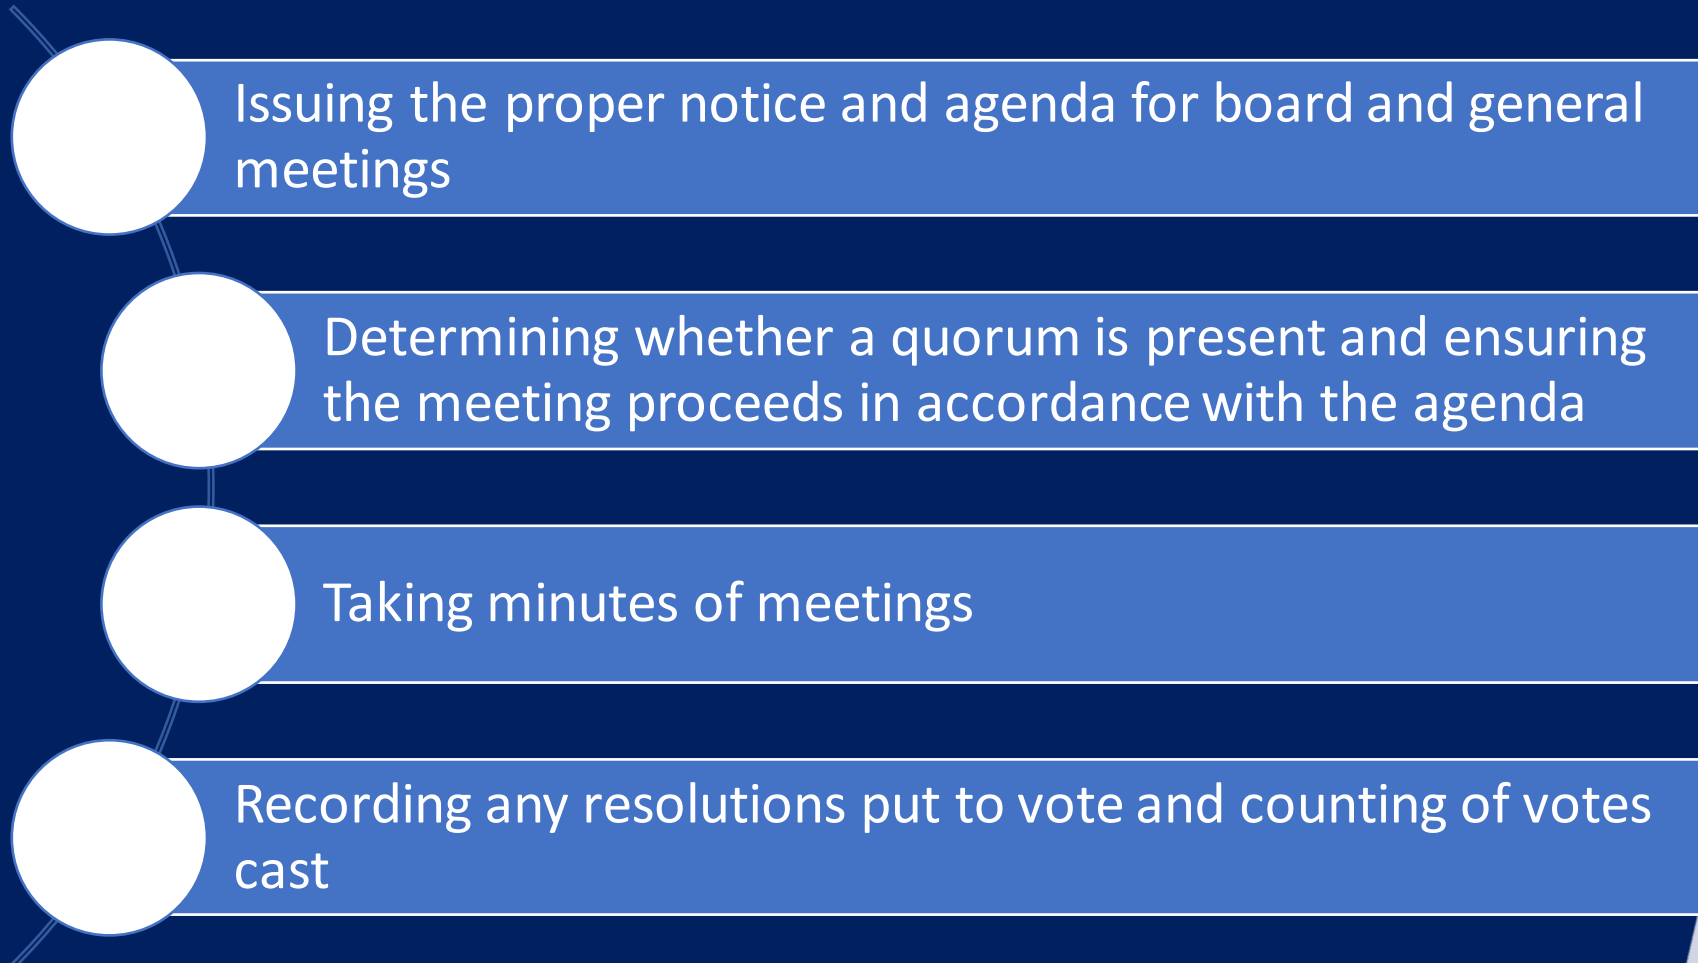 Issuing the proper notice and agenda for board and general
meetings
Determining whether a quorum is present and ensuring
the meeting proceeds in accordance with the agenda
Taking minutes of meetings
Recording any resolutions put to vote and counting of votes
cast